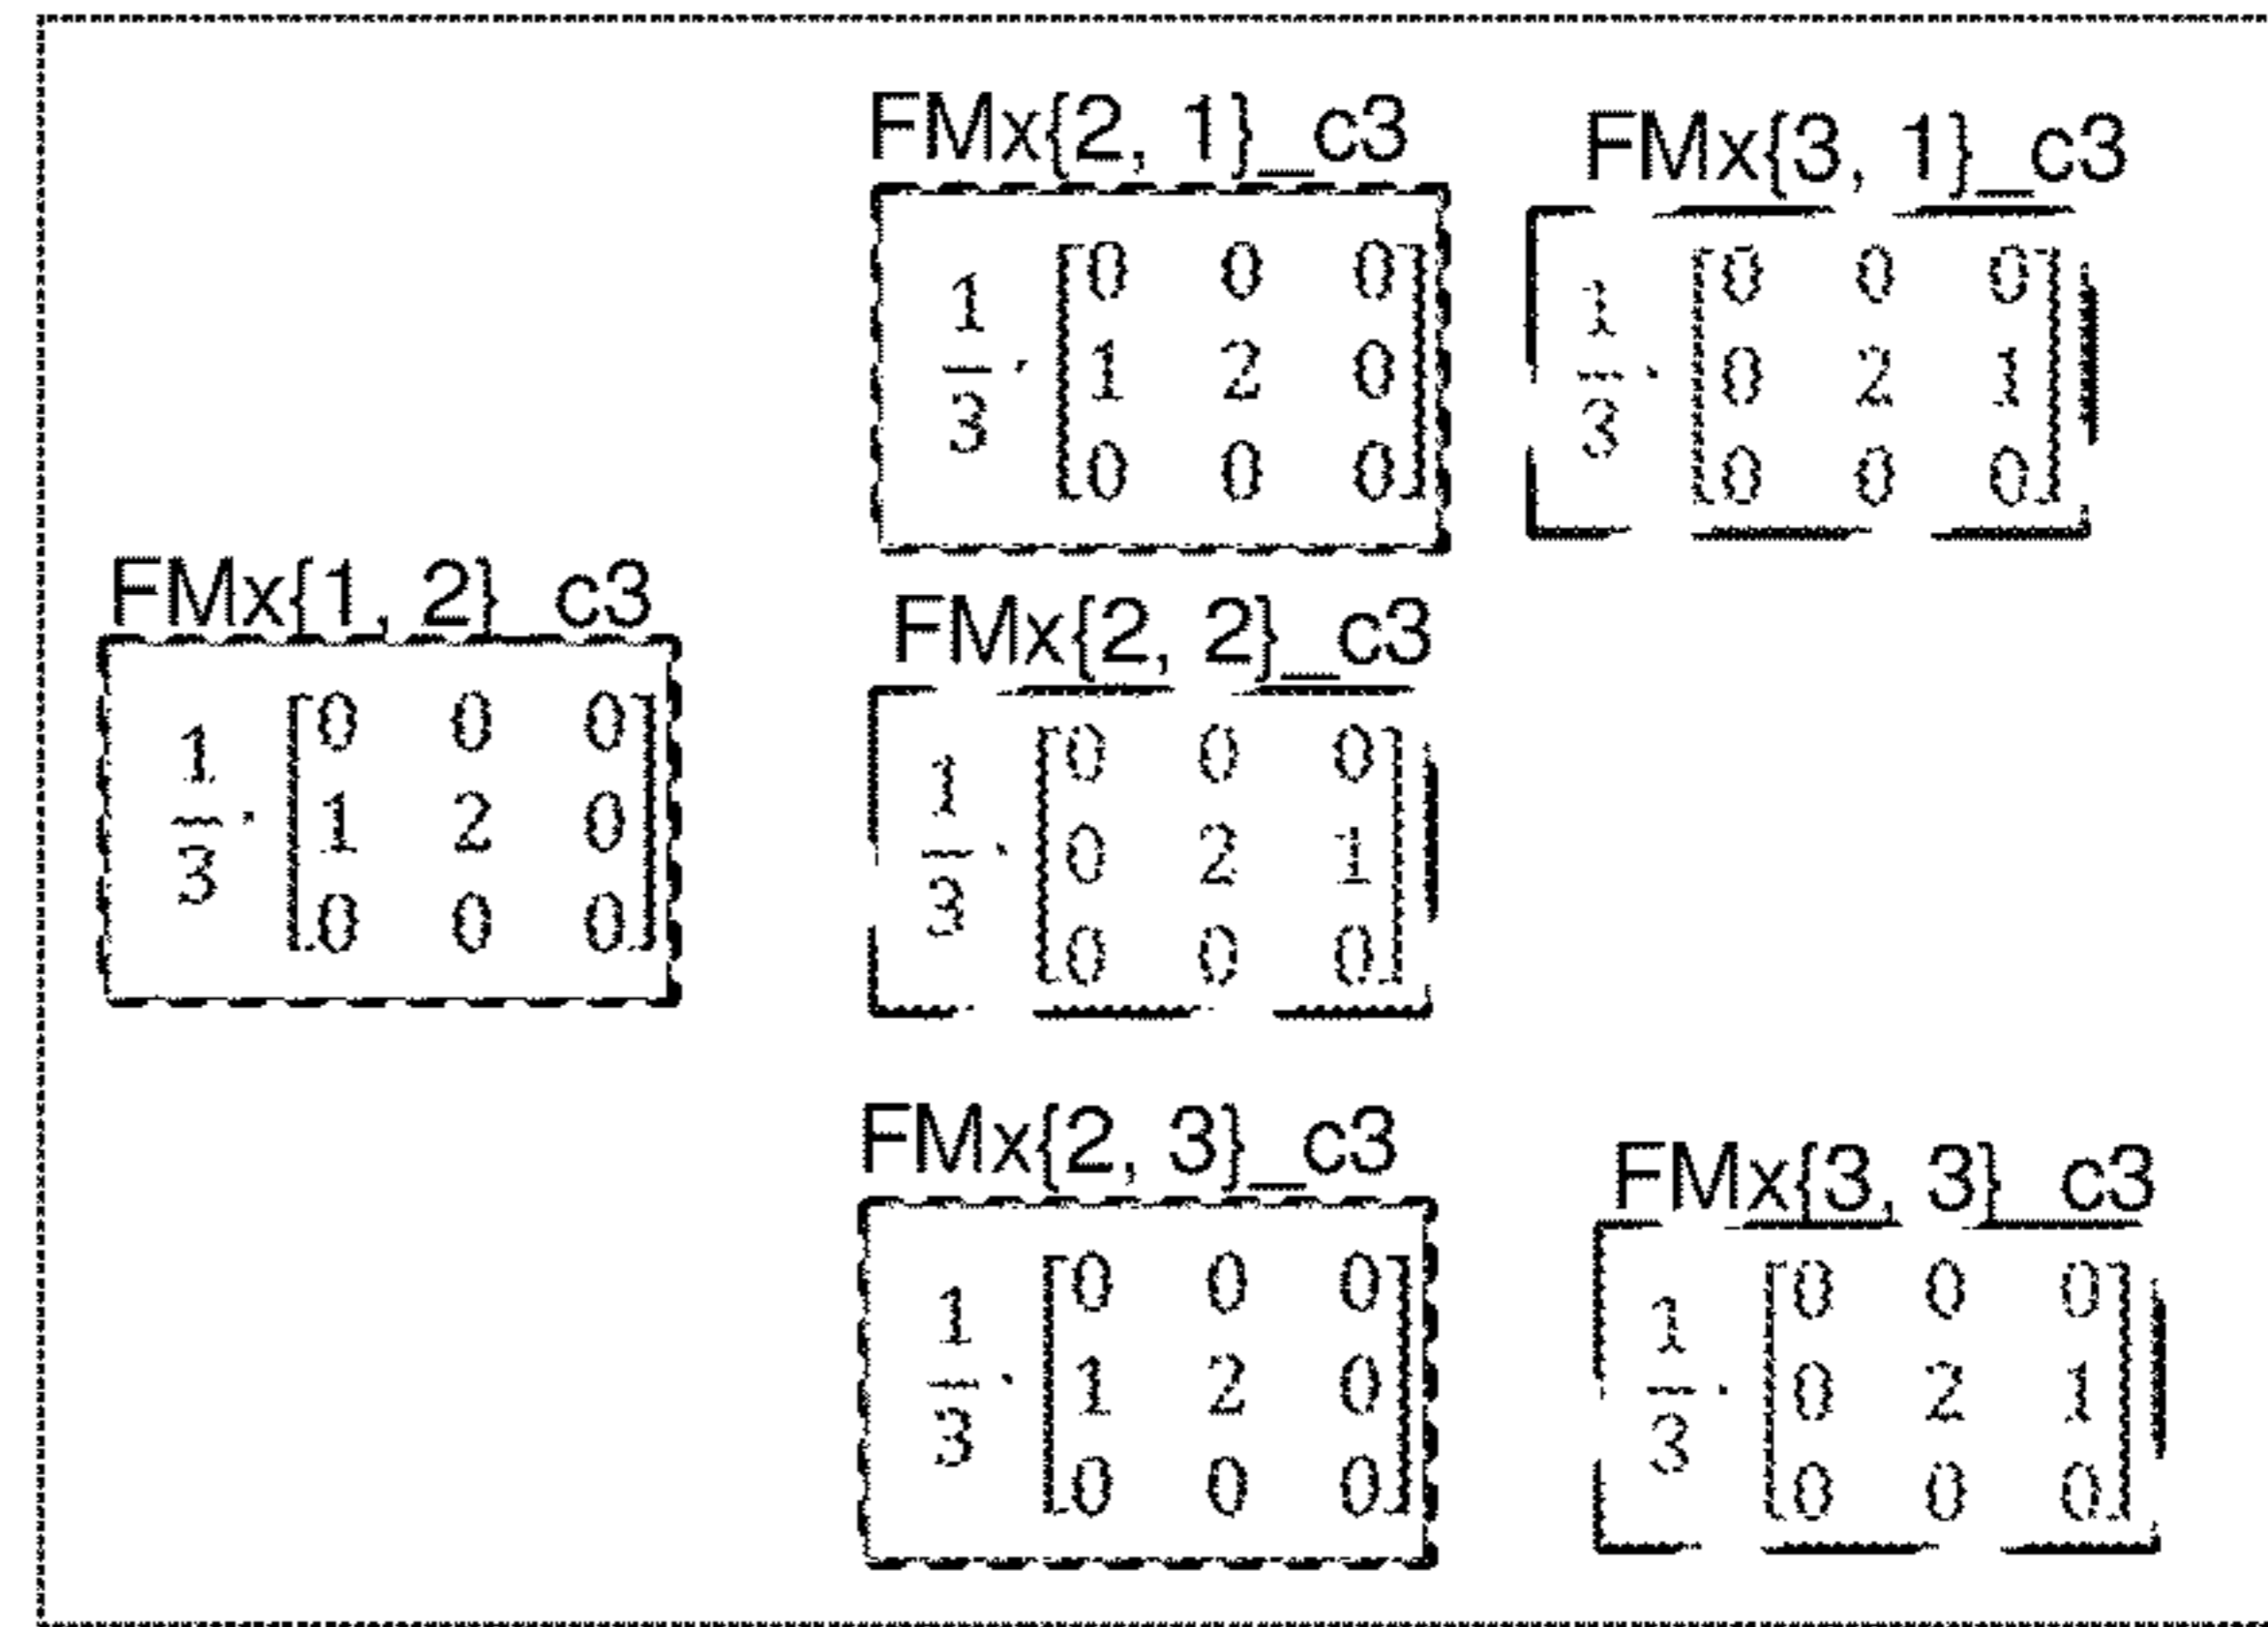 FMx{2, 1}_c3
1/3 · [0 0 0
1 2 0
0 0 0]
FMx{3, 1}_c3
1/3 · [0 0 0
0 2 1
0 0 0]
FMx{1, 2}_c3
1/3 · [0 0 0
1 2 0
0 0 0]
FMx{2, 2}_c3
1/3 · [0 0 0
0 2 1
0 0 0]
FMx{2, 3}_c3
1/3 · [0 0 0
1 2 0
0 0 0]
FMx{3, 3}_c3
1/3 · [0 0 0
0 2 1
0 0 0]